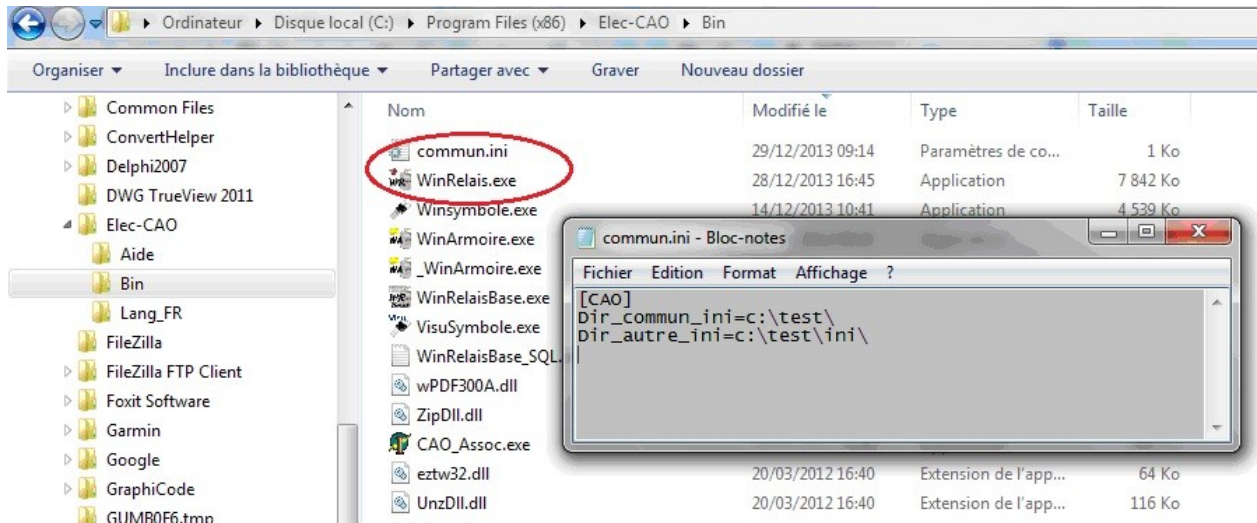 Ordinateur ▸ Disque local (C:) ▸ Program Files (x86) ▸ Elec-CAO ▸ Bin
Organiser Inclure dans la bibliothèque Partager avec Graver Nouveau dossier
Common Files
ConvertHelper
Delphi2007
DWG TrueView 2011
Elec-CAO
Aide
Bin
Lang_FR
FileZilla
FileZilla FTP Client
Foxit Software
Garmin
Google
GraphiCode
GUMB0F6.tmp
Nom Modifié le Type Taille
commun.ini 29/12/2013 09:14 Paramètres de co... 1 Ko
WinRelais.exe 28/12/2013 16:45 Application 7 842 Ko
Winsymbole.exe 14/12/2013 10:41 Application 4 539 Ko
WinArmoire.exe
_WinArmoire.exe
WinRelaisBase.exe
VisuSymbole.exe
WinRelaisBase_SQL.
wPDF300A.dll
ZipDll.dll
CAO_Assoc.exe
eztw32.dll 20/03/2012 16:40 Extension de l'app... 64 Ko
UnzDll.dll 20/03/2012 16:40 Extension de l'app... 116 Ko
commun.ini - Bloc-notes
Fichier Edition Format Affichage ?
[CAO]
Dir_commun_ini=c:\test\
Dir_autre_ini=c:\test\ini\